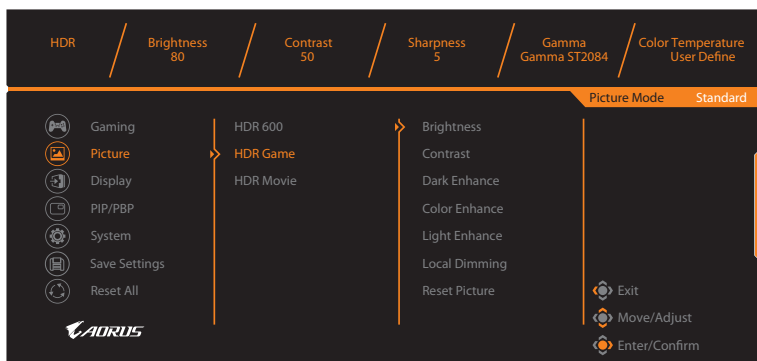 HDR
Brightness
80
Contrast
50
Sharpness
5
Gamma
Gamma ST2084
Color Temperature
User Define
Picture Mode Standard
Gaming
Picture
Display
PIP/PBP
System
Save Settings
Reset All
HDR 600
HDR Game
HDR Movie
Brightness
Contrast
Dark Enhance
Color Enhance
Light Enhance
Local Dimming
Reset Picture
Exit
Move/Adjust
Enter/Confirm
AORUS